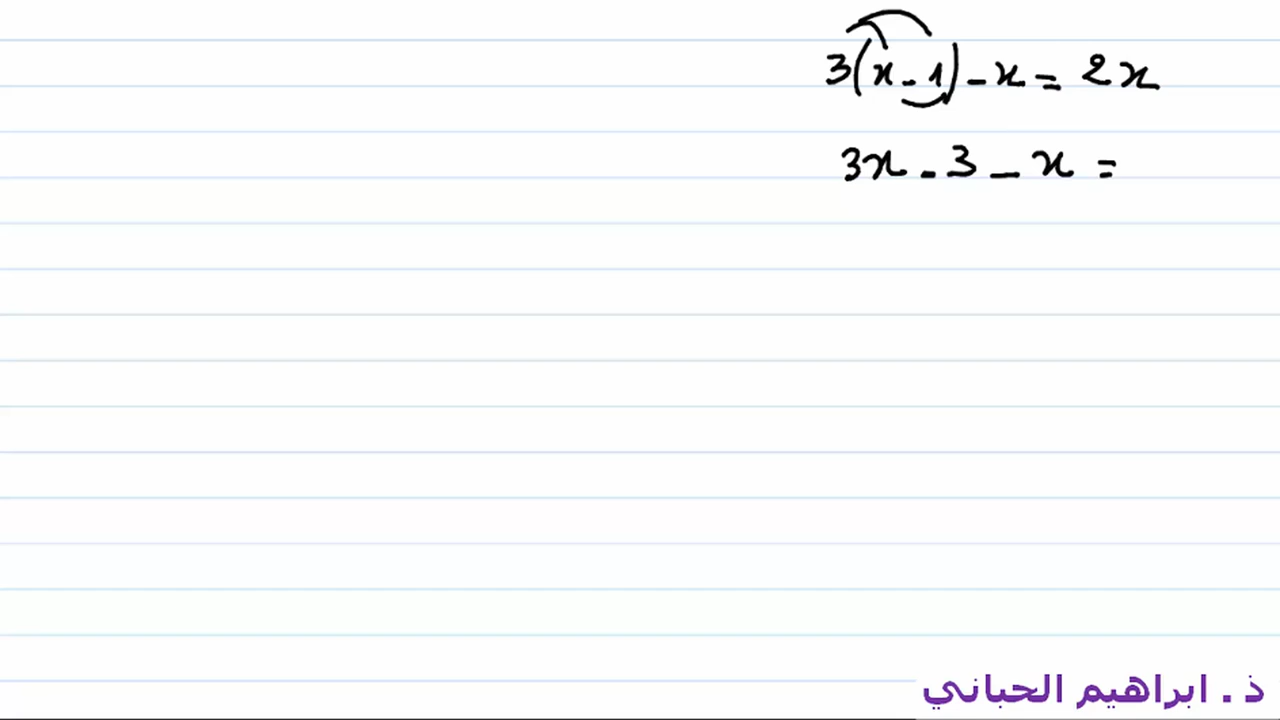 3(x - 1) - x = 2x
3x - 3 - x =
ذ . ابراهيم الحباني